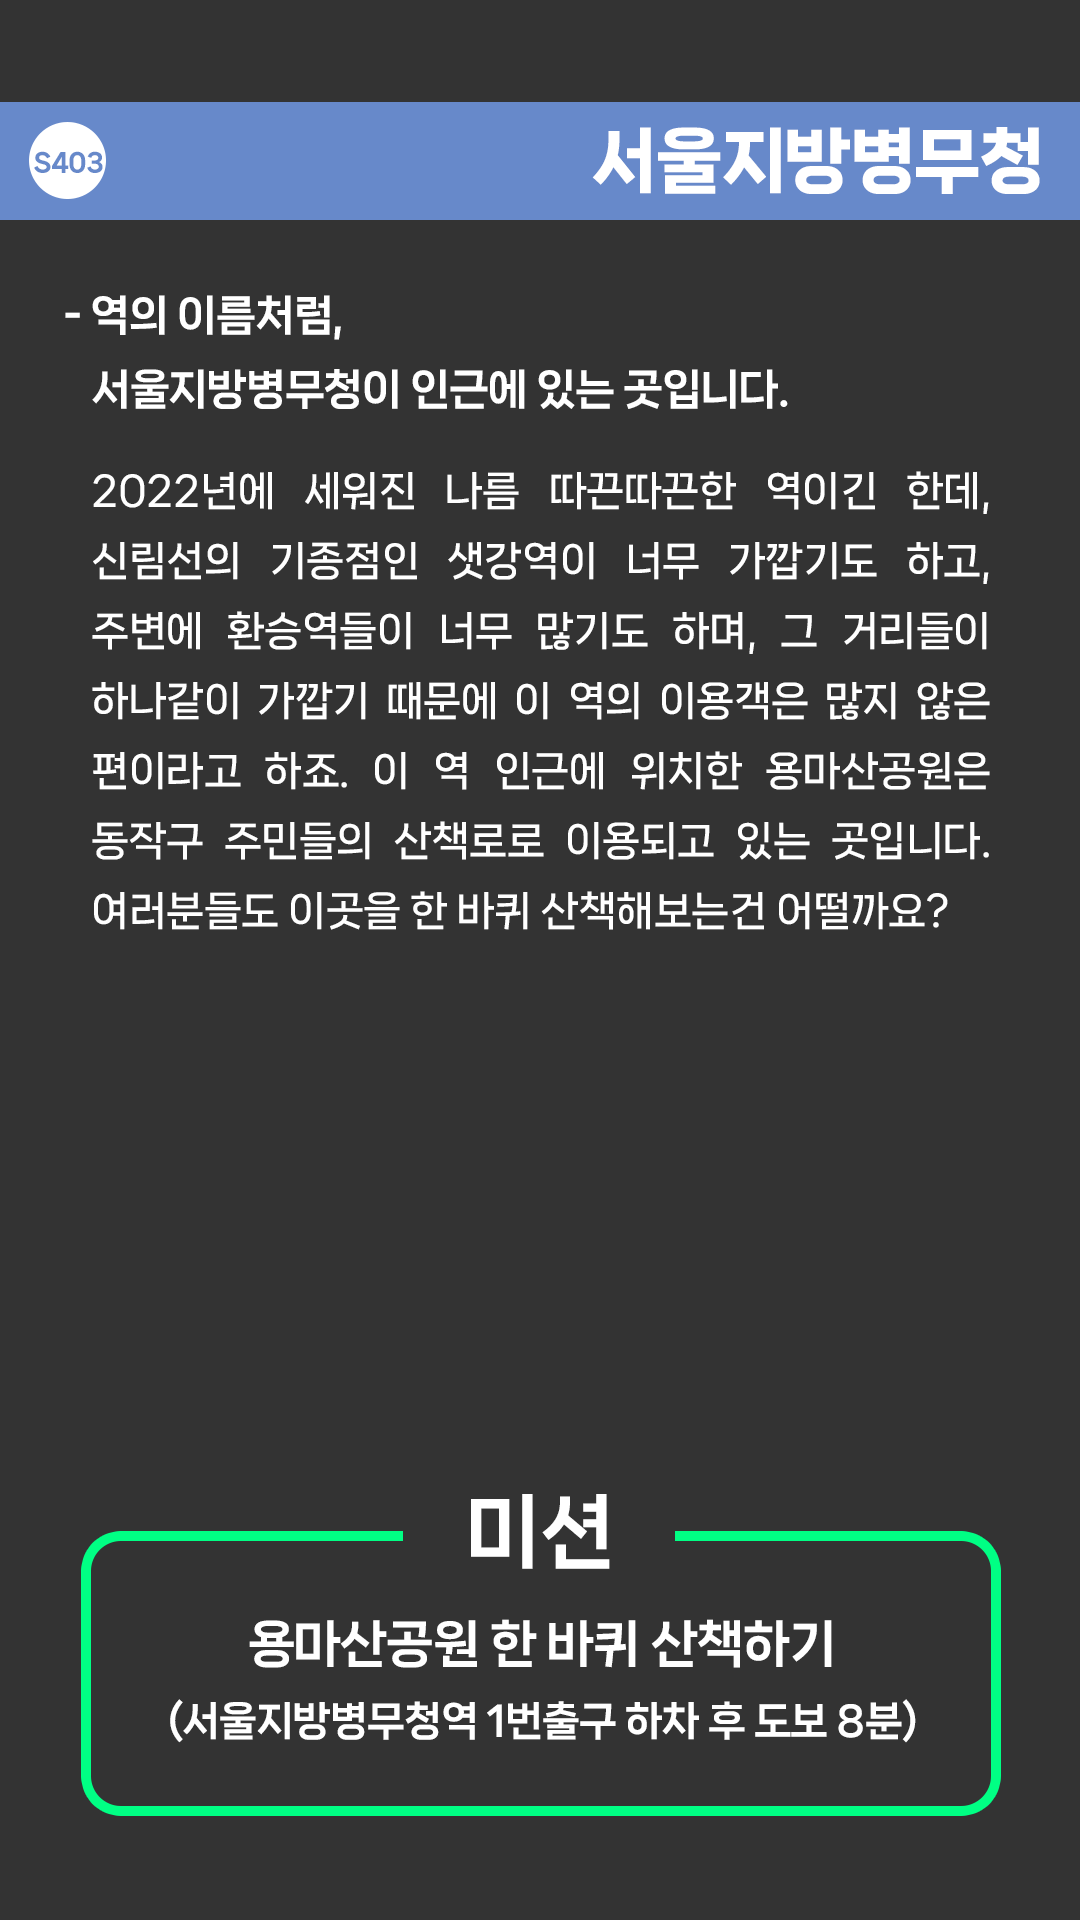 S403
서울지방병무청
- 역의 이름처럼,
서울지방병무청이 인근에 있는 곳입니다.
2022년에 세워진 나름 따끈따끈한 역이긴 한데,
신림선의 기종점인 샛강역이 너무 가깝기도 하고,
주변에 환승역들이 너무 많기도 하며, 그 거리들이
하나같이 가깝기 때문에 이 역의 이용객은 많지 않은
편이라고 하죠. 이 역 인근에 위치한 용마산공원은
동작구 주민들의 산책로로 이용되고 있는 곳입니다.
여러분들도 이곳을 한 바퀴 산책해보는건 어떨까요?
미션
용마산공원 한 바퀴 산책하기
(서울지방병무청역 1번출구 하차 후 도보 8분)